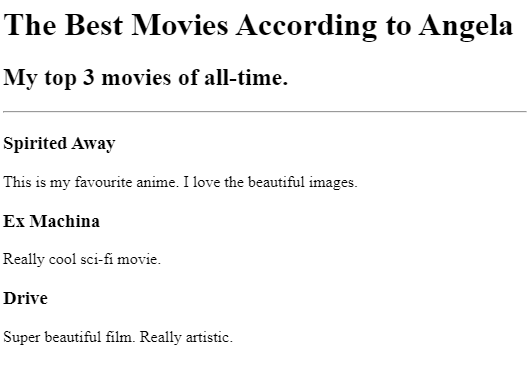 The Best Movies According to Angela
My top 3 movies of all-time.
Spirited Away
This is my favourite anime. I love the beautiful images.
Ex Machina
Really cool sci-fi movie.
Drive
Super beautiful film. Really artistic.